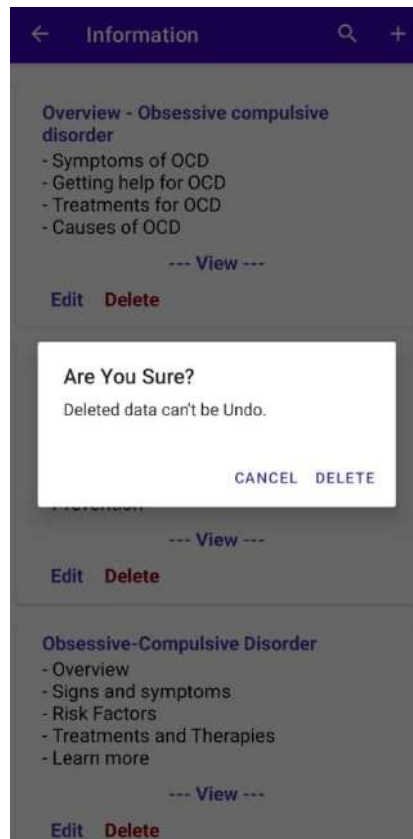 Information
Overview - Obsessive compulsive
disorder
- Symptoms of OCD
- Getting help for OCD
- Treatments for OCD
- Causes of OCD
--- View ---
Edit Delete
Are You Sure?
Deleted data can't be Undo.
CANCEL DELETE
- Prevention
--- View ---
Edit Delete
Obsessive-Compulsive Disorder
- Overview
- Signs and symptoms
- Risk Factors
- Treatments and Therapies
- Learn more
--- View ---
Edit Delete